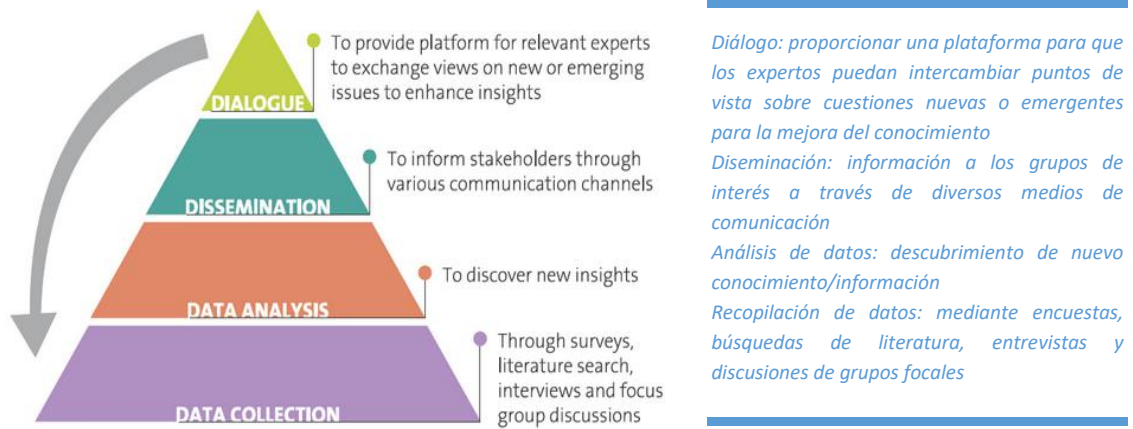 To provide platform for relevant experts
to exchange views on new or emerging
issues to enhance insights
DIALOGUE
To inform stakeholders through
various communication channels
DISSEMINATION
To discover new insights
DATA ANALYSIS
Through surveys,
literature search,
interviews and focus
group discussions
DATA COLLECTION
Diálogo: proporcionar una plataforma para que
los expertos puedan intercambiar puntos de
vista sobre cuestiones nuevas o emergentes
para la mejora del conocimiento
Diseminación: información a los grupos de
interés a través de diversos medios de
comunicación
Análisis de datos: descubrimiento de nuevo
conocimiento/información
Recopilación de datos: mediante encuestas,
búsquedas de literatura, entrevistas y
discusiones de grupos focales